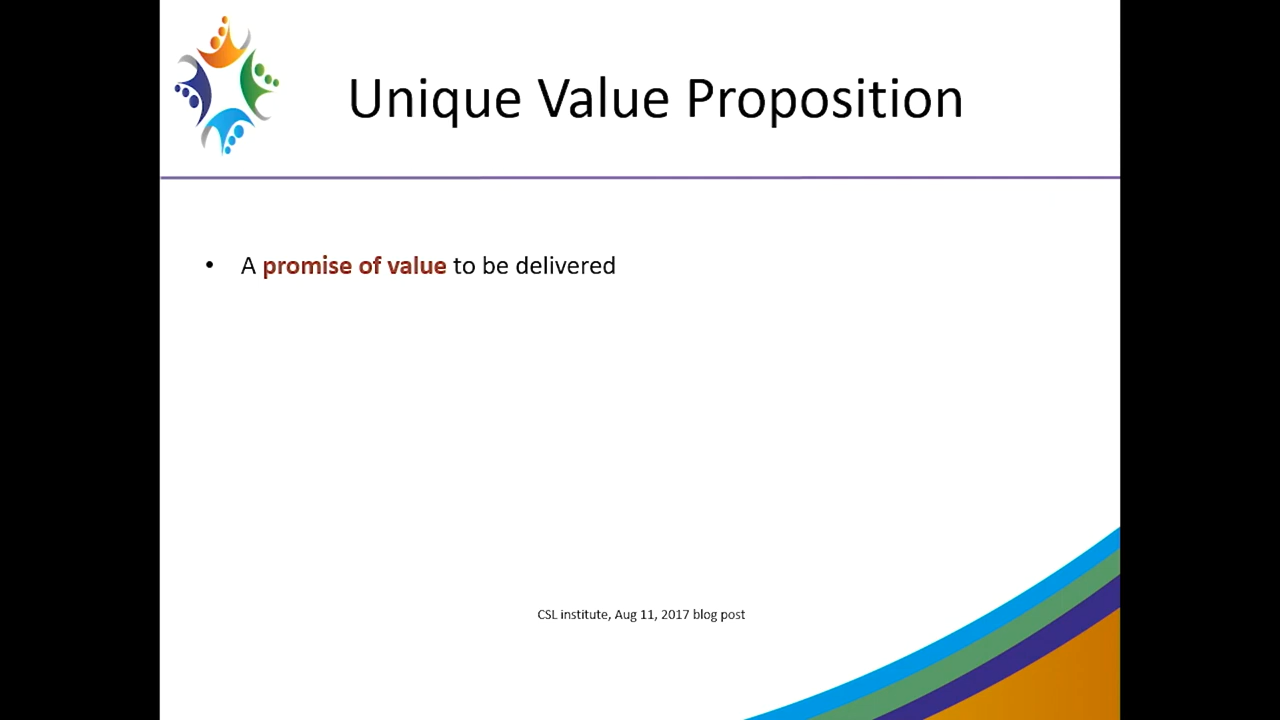 Unique Value Proposition
• A promise of value to be delivered
CSL institute, Aug 11, 2017 blog post